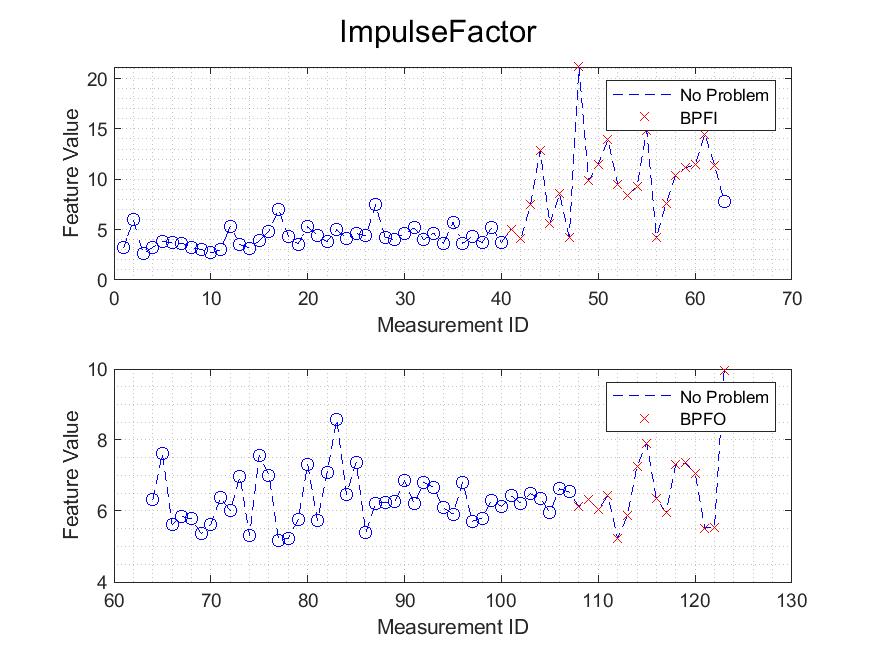 ImpulseFactor
20
15
10
5
0
Feature Value
No Problem
BPFI
0 10 20 30 40 50 60 70
Measurement ID
10
8
6
4
Feature Value
No Problem
BPFO
60 70 80 90 100 110 120 130
Measurement ID